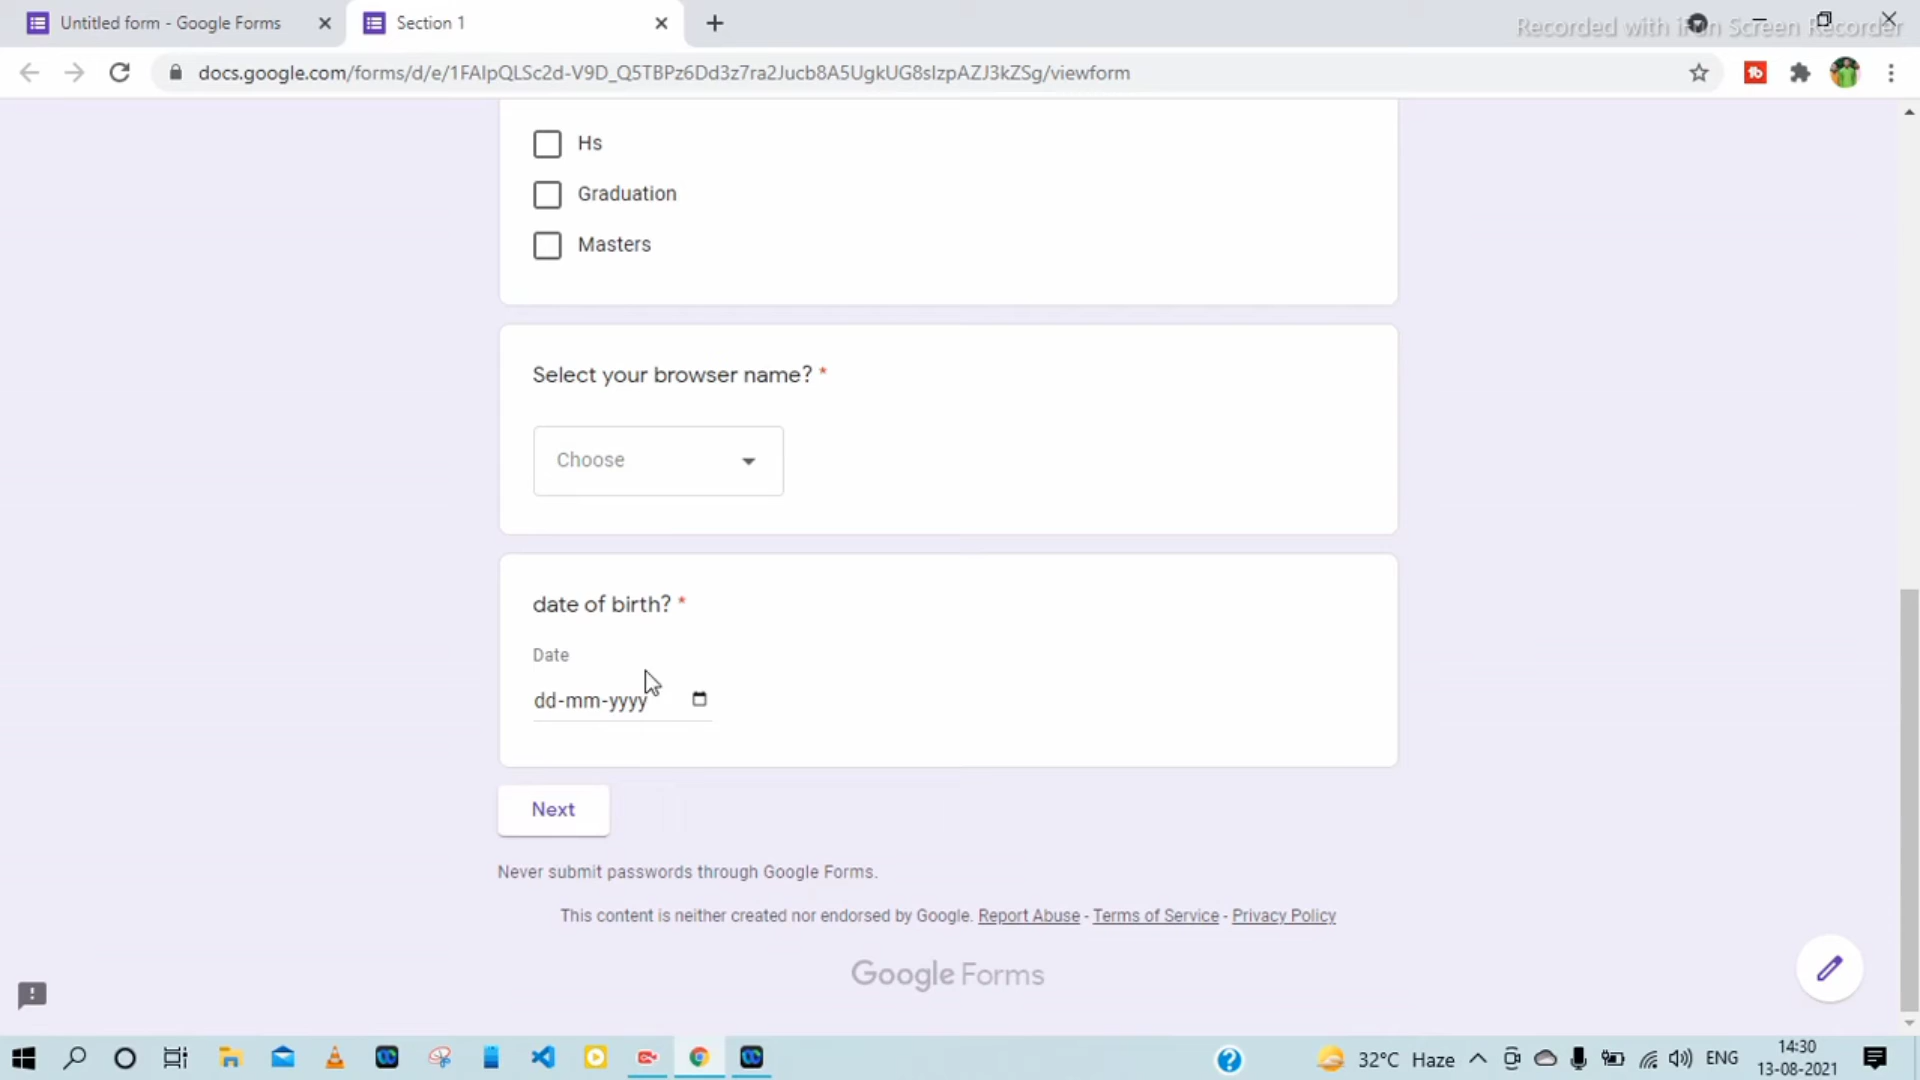 Untitled form - Google Forms
Section 1
Recorded with iFun Screen Recorder
docs.google.com/forms/d/e/1FAIpQLSc2d-V9D_Q5TBPz6Dd3z7ra2Jucb8A5UgkUG8sIzpAZJ3kZSg/viewform
Hs
Graduation
Masters
Select your browser name? *
Choose
date of birth? *
Date
dd-mm-yyyy
Next
Never submit passwords through Google Forms.
This content is neither created nor endorsed by Google. Report Abuse - Terms of Service - Privacy Policy
Google Forms
32°C Haze
ENG
14:30
13-08-2021